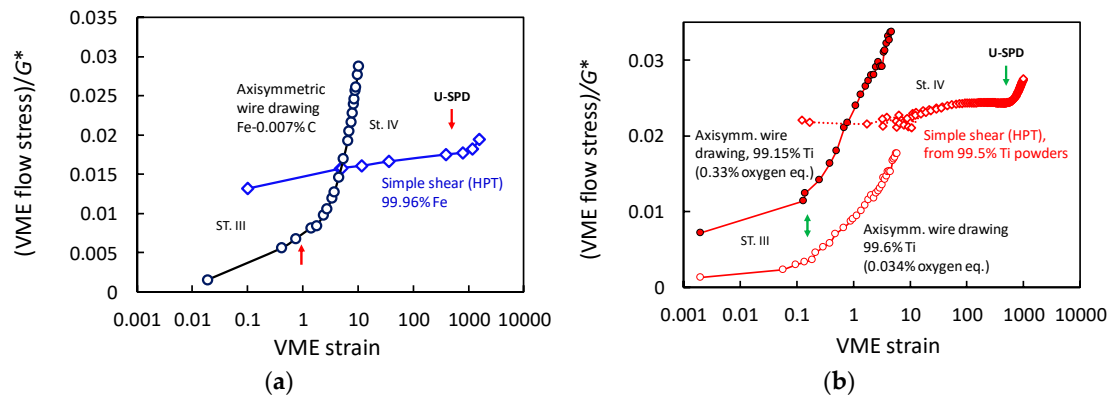 (VME flow stress)/G*
0.035
0.03
0.025
0.02
0.015
0.01
0.005
0
Axisymmetric
wire drawing
Fe-0.007% C
St. IV
U-SPD
Simple shear (HPT)
99.96% Fe
ST. III
0.001 0.01 0.1 1 10 100 1000 10000
VME strain
(a)
(VME flow stress)/G*
0.03
0.02
0.01
0
U-SPD
St. IV
Axisymm. wire
drawing, 99.15% Ti
(0.33% oxygen eq.)
Simple shear (HPT),
from 99.5% Ti powders
ST. III
Axisymm. wire drawing
99.6% Ti
(0.034% oxygen eq.)
0.001 0.01 0.1 1 10 100 1000 10000
VME strain
(b)